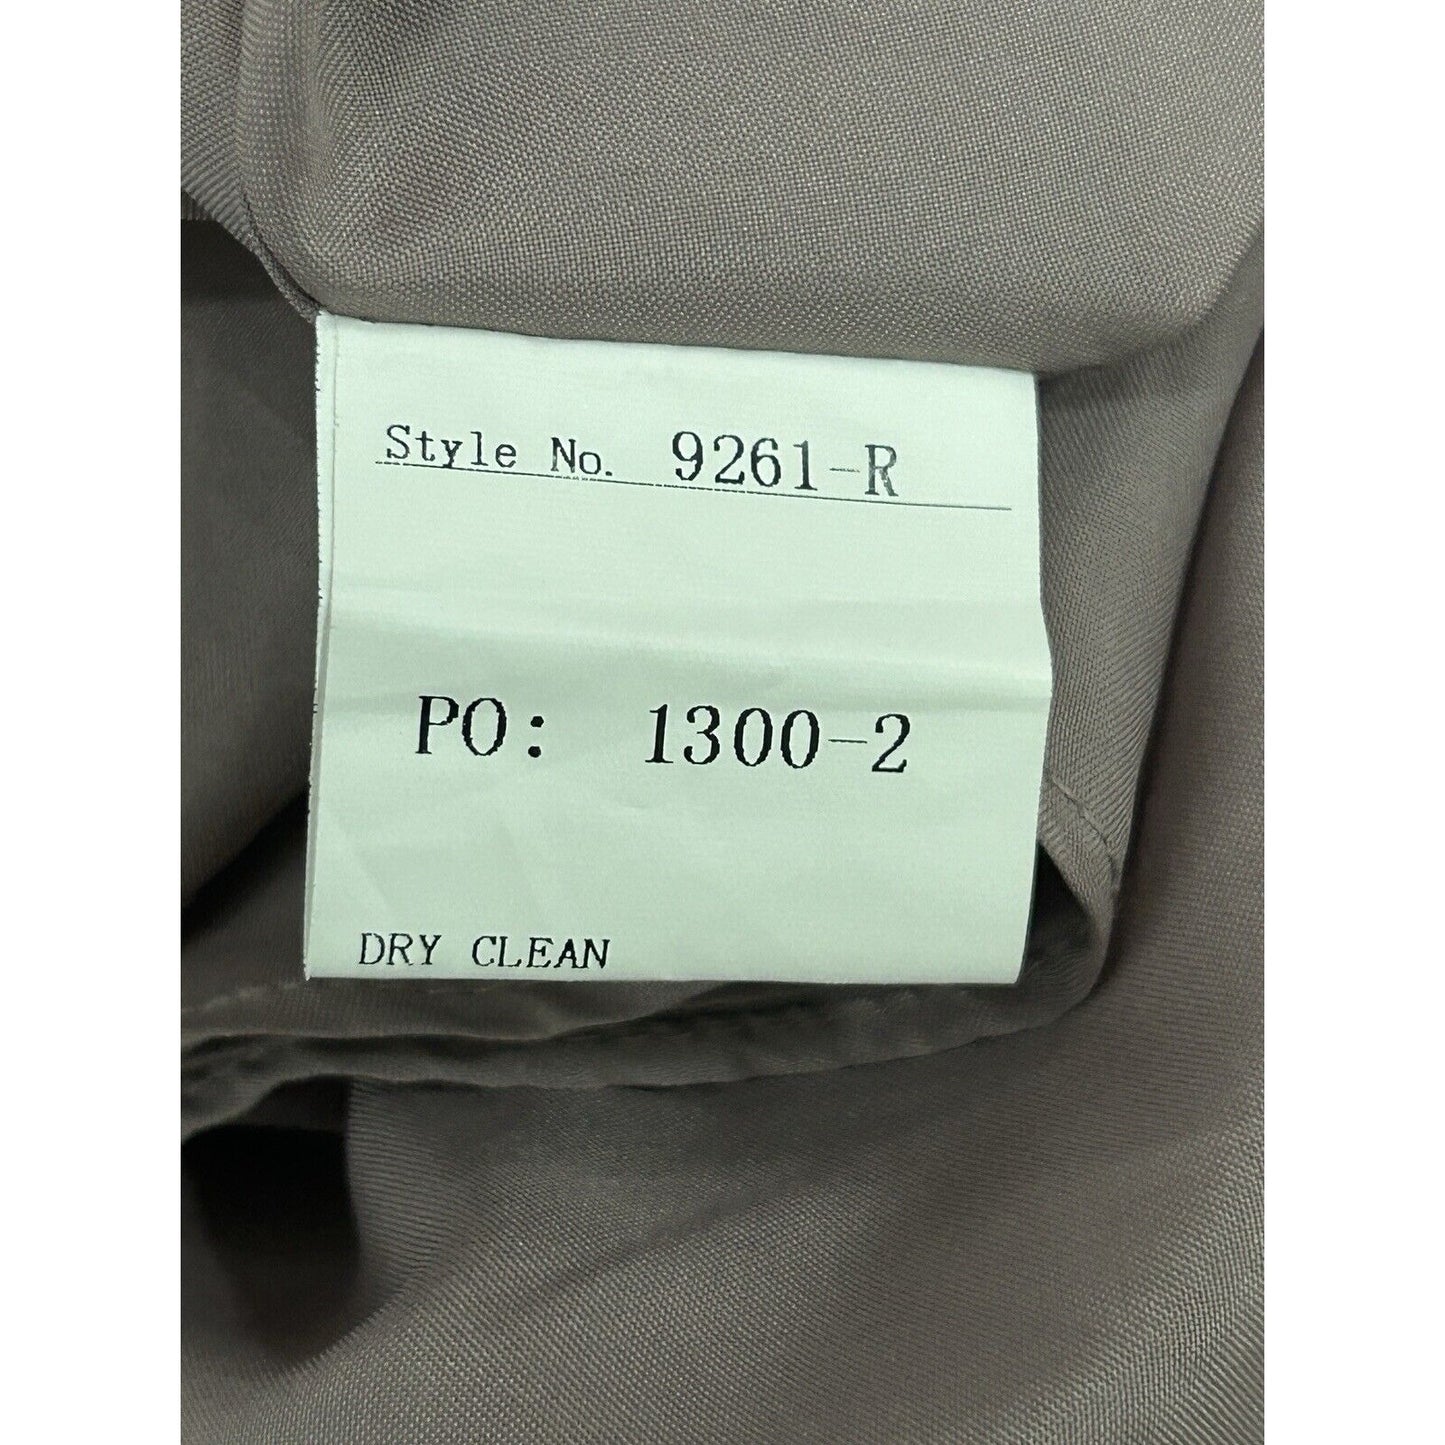 Style No. 9261-R
PO: 1300-2
DRY CLEAN